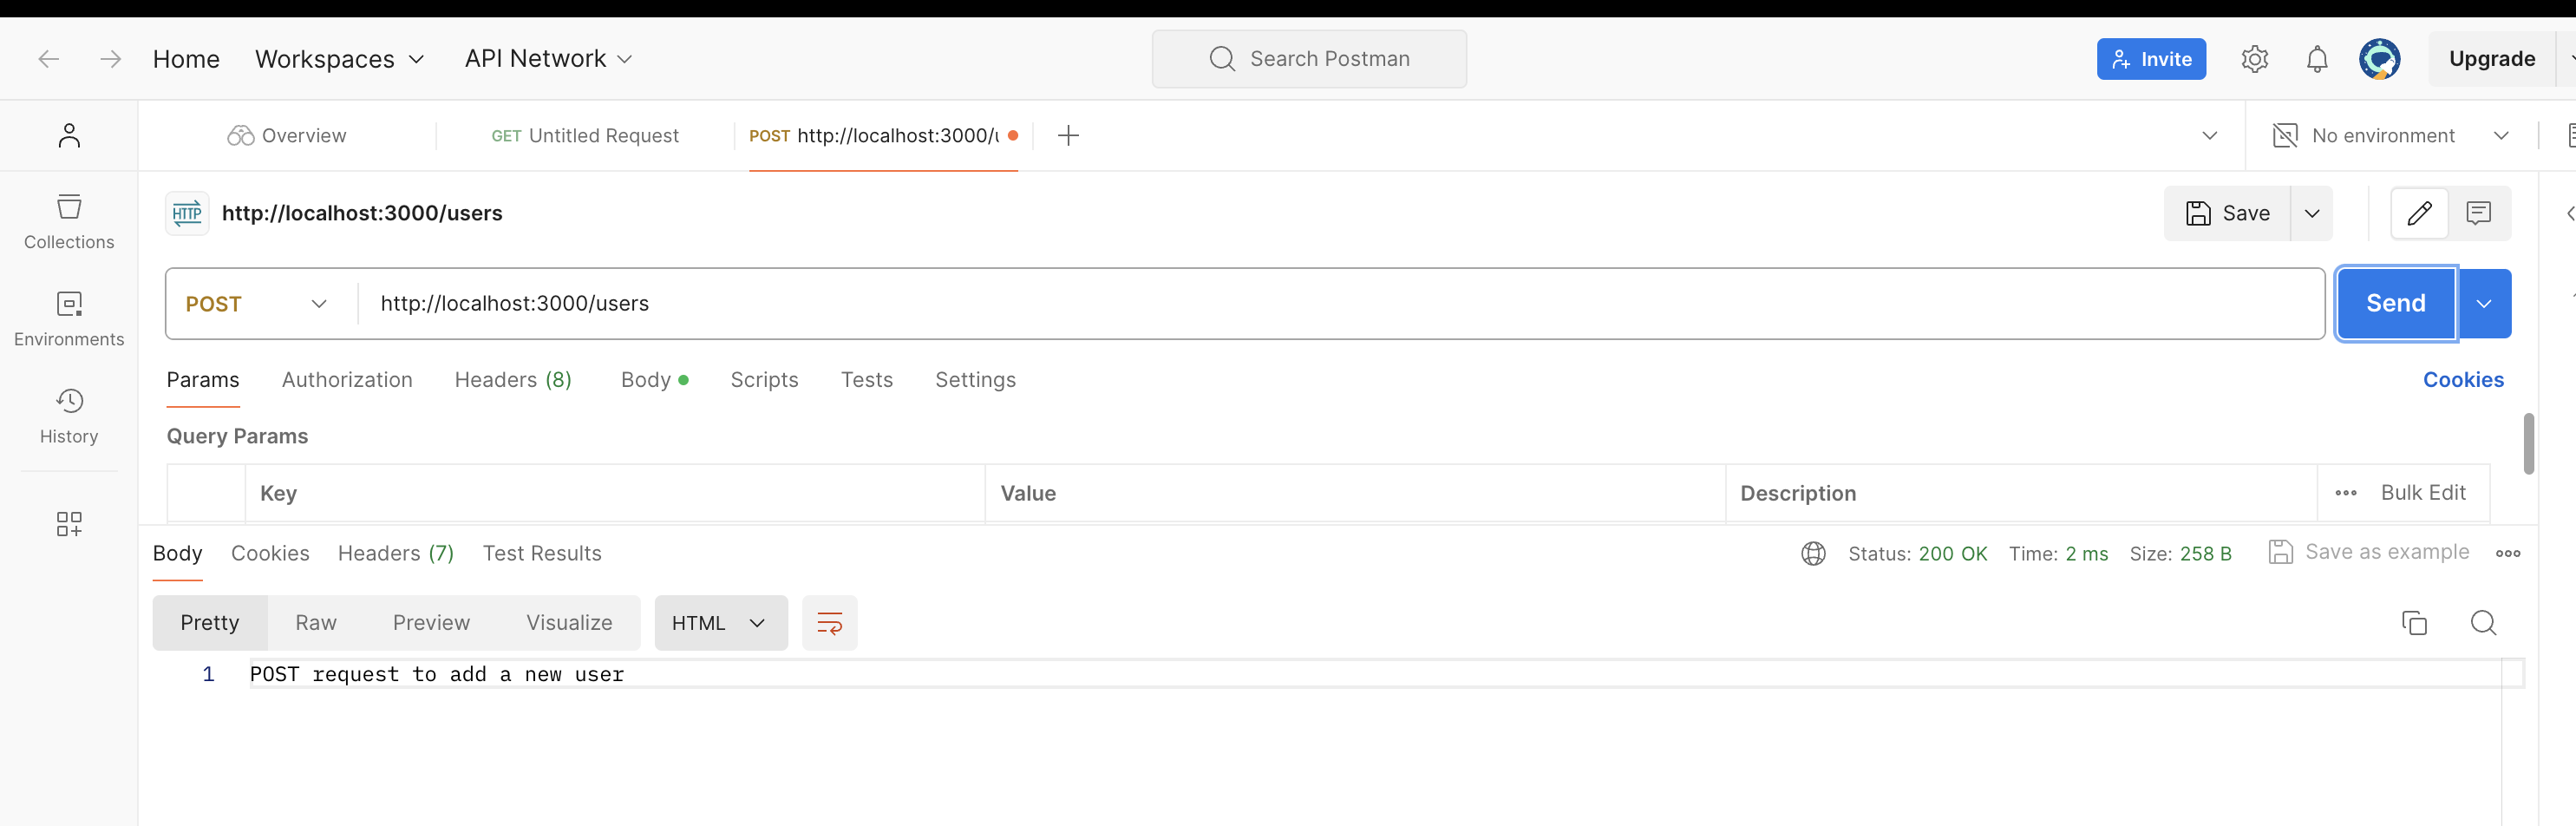 Home Workspaces API Network Search Postman Invite Upgrade
Overview GET Untitled Request POST http://localhost:3000/u No environment
HTTP http://localhost:3000/users Save
Collections
POST http://localhost:3000/users Send
Environments
Params Authorization Headers (8) Body Scripts Tests Settings Cookies
History
Query Params
Key Value Description Bulk Edit
Body Cookies Headers (7) Test Results Status: 200 OK Time: 2 ms Size: 258 B Save as example
Pretty Raw Preview Visualize HTML
1 POST request to add a new user